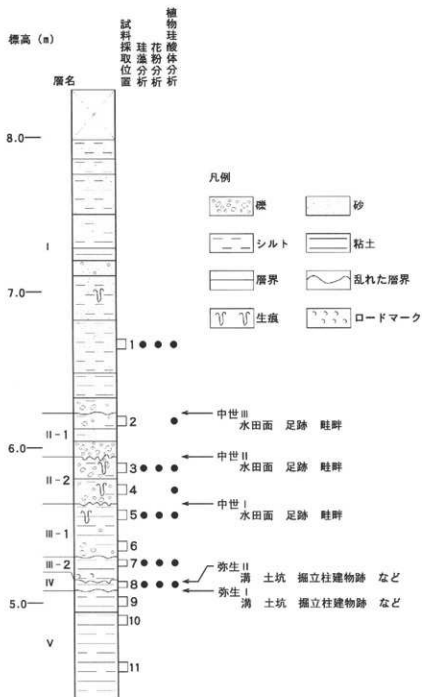 標高（m）
層名
試料採取位置
珪藻分析
花粉分析
植物珪酸体分析
8.0
7.0
6.0
5.0
I
II-1
II-2
III-1
III-2
IV
V
1
2
3
4
5
6
7
8
9
10
11
凡例
礫
砂
シルト
粘土
層界
乱れた層界
生痕
ロードマーク
中世III
水田面 足跡 畦畔
中世II
水田面 足跡 畦畔
中世I
水田面 足跡 畦畔
弥生II
溝 土坑 掘立柱建物跡 など
弥生I
溝 土坑 掘立柱建物跡 など